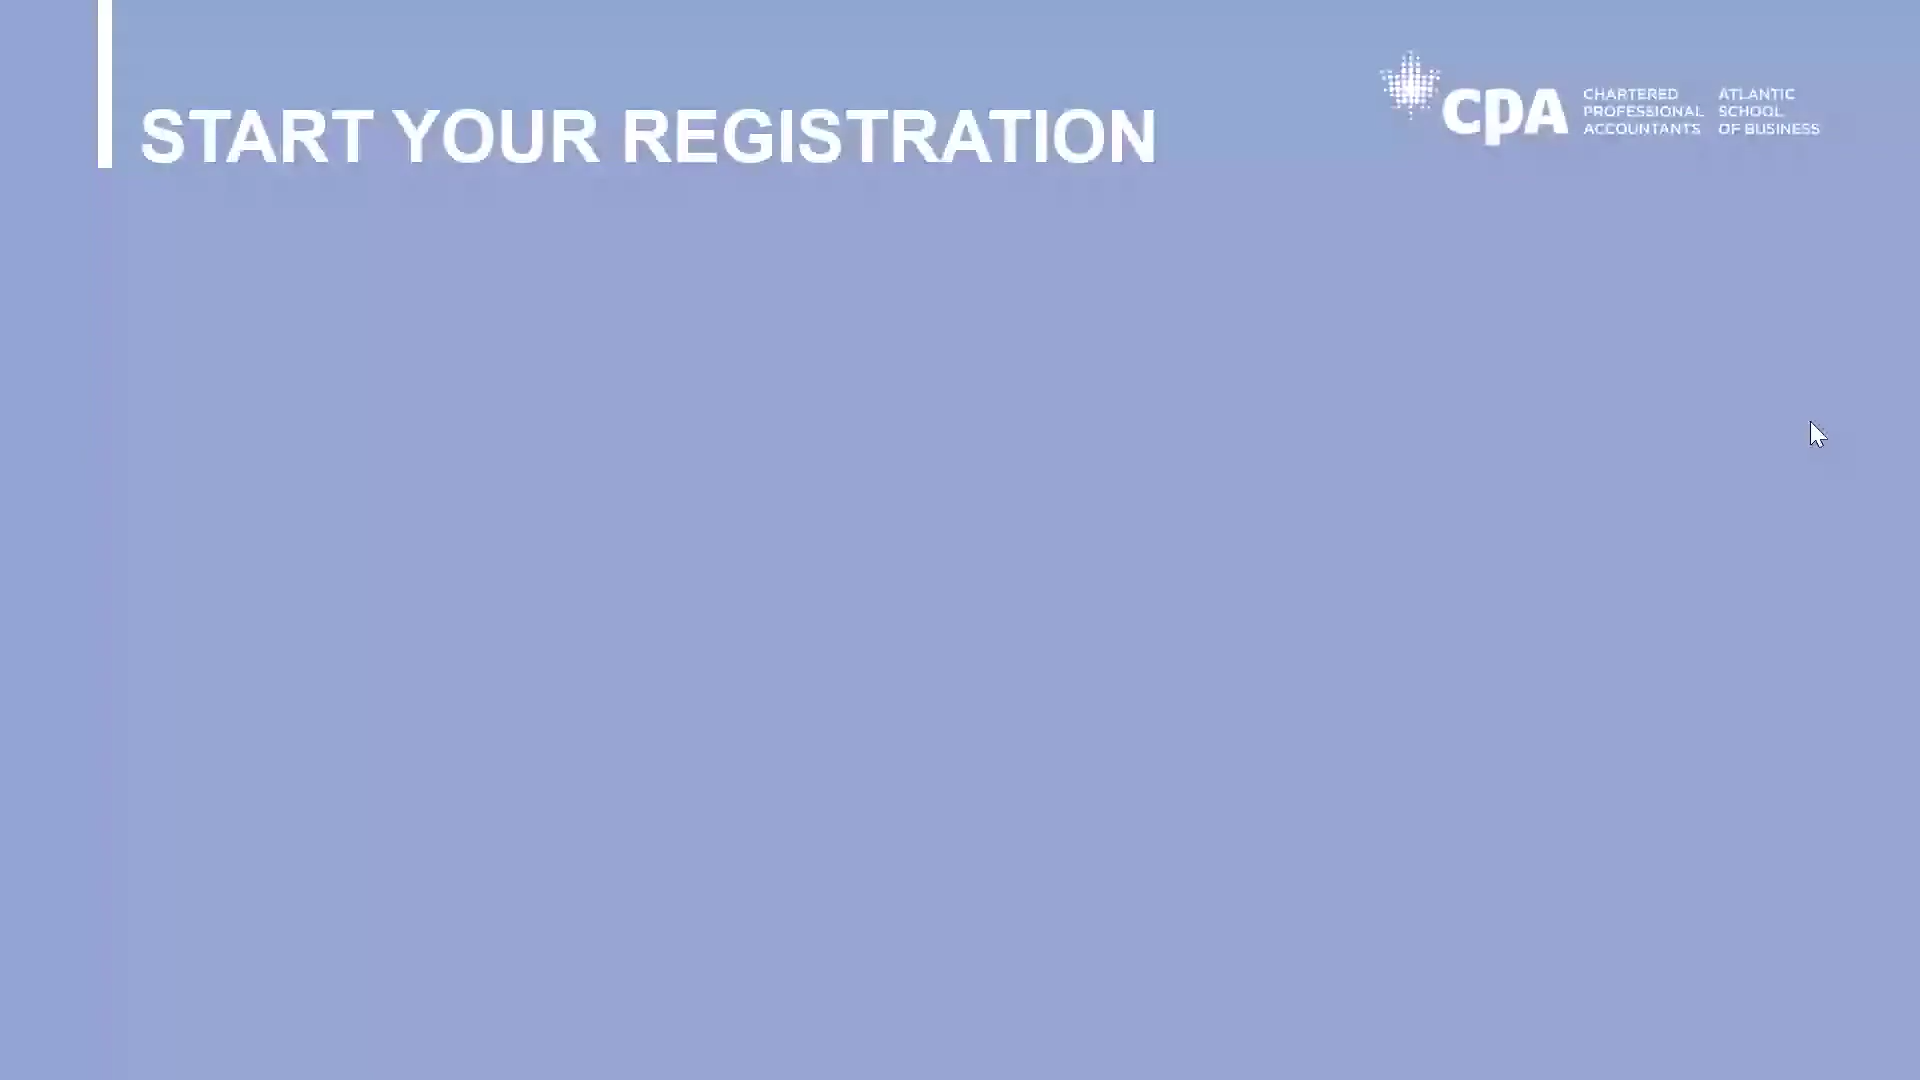 START YOUR REGISTRATION
CPA
CHARTERED
PROFESSIONAL
ACCOUNTANTS
ATLANTIC
SCHOOL
OF BUSINESS